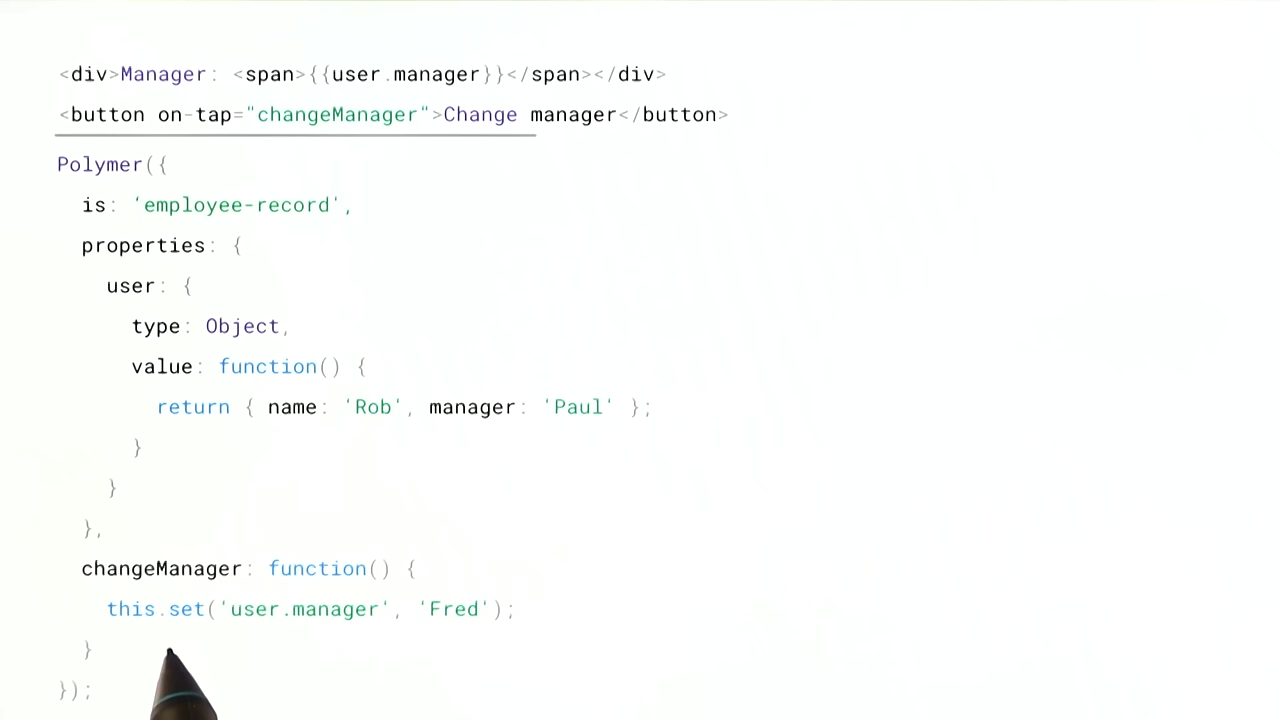 <div>Manager: <span>{{user.manager}}</span></div>
<button on-tap="changeManager">Change manager</button>
Polymer({
  is: 'employee-record',
  properties: {
    user: {
      type: Object,
      value: function() {
        return { name: 'Rob', manager: 'Paul' };
      }
    }
  },
  changeManager: function() {
    this.set('user.manager', 'Fred');
  }
});